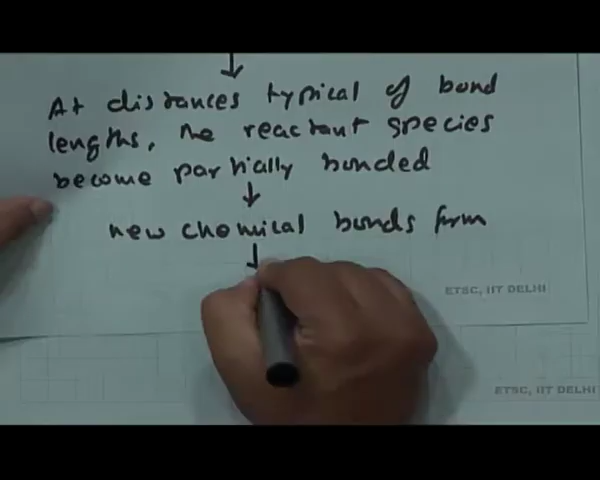 At distances typical of bond
lengths, the reactant species
become partially bonded
new chemical bonds form
ETSC, IIT DELHI
ETSC, IIT DELHI